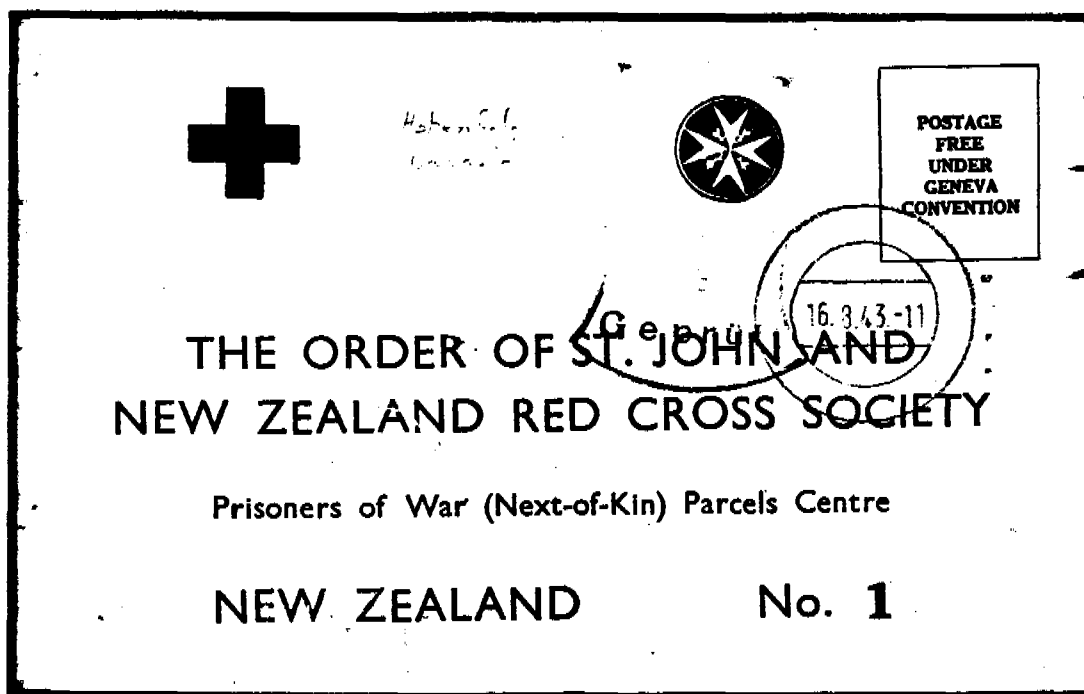 POSTAGE
FREE
UNDER
GENEVA
CONVENTION
16.8.43.-11
THE ORDER OF ST. JOHN AND
NEW ZEALAND RED CROSS SOCIETY
Prisoners of War (Next-of-Kin) Parcels Centre
NEW ZEALAND No. 1